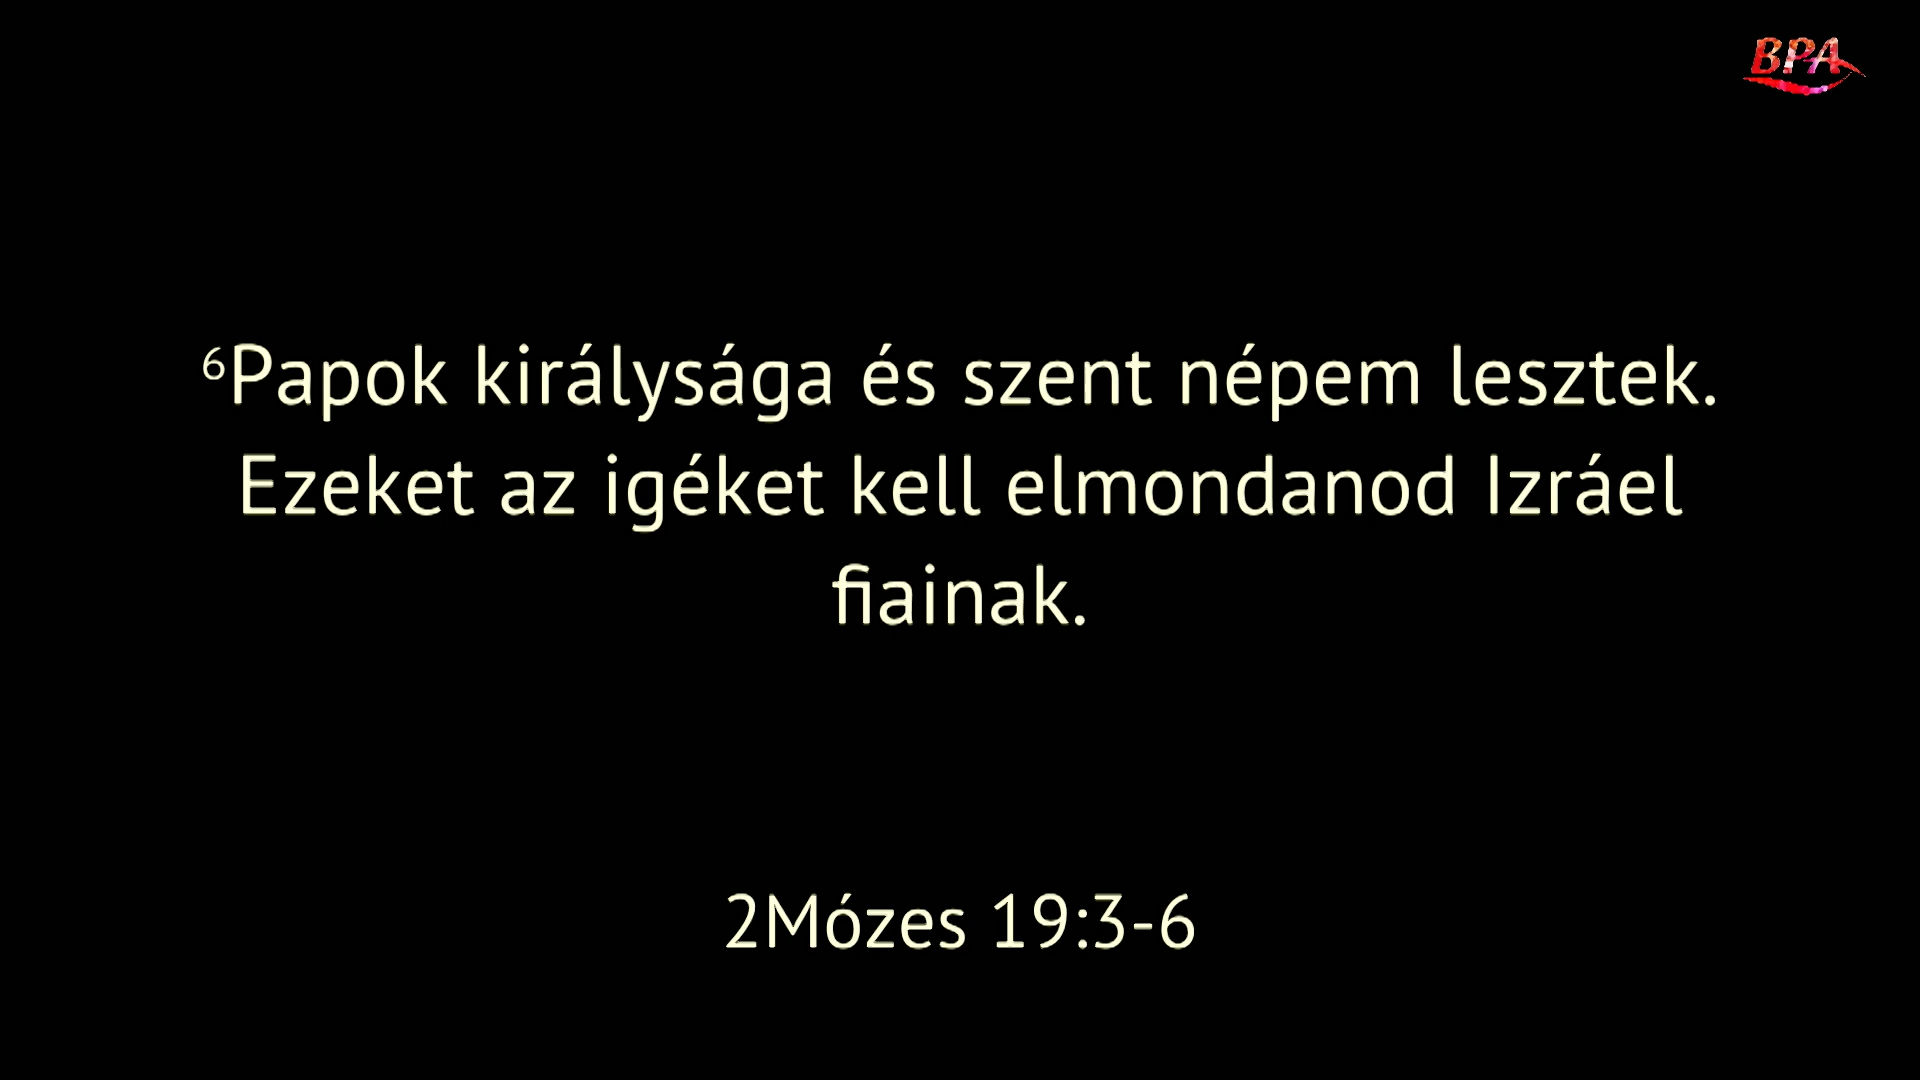 BPA
⁶Papok királysága és szent népem lesztek.
Ezeket az igéket kell elmondanod Izráel
fiainak.
2Mózes 19:3-6